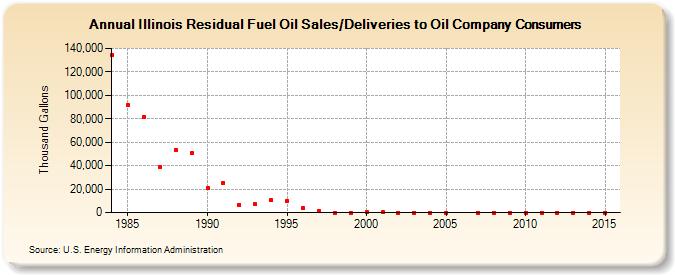 Annual Illinois Residual Fuel Oil Sales/Deliveries to Oil Company Consumers
Thousand Gallons
140,000
120,000
100,000
80,000
60,000
40,000
20,000
0
1985 1990 1995 2000 2005 2010 2015
Source: U.S. Energy Information Administration